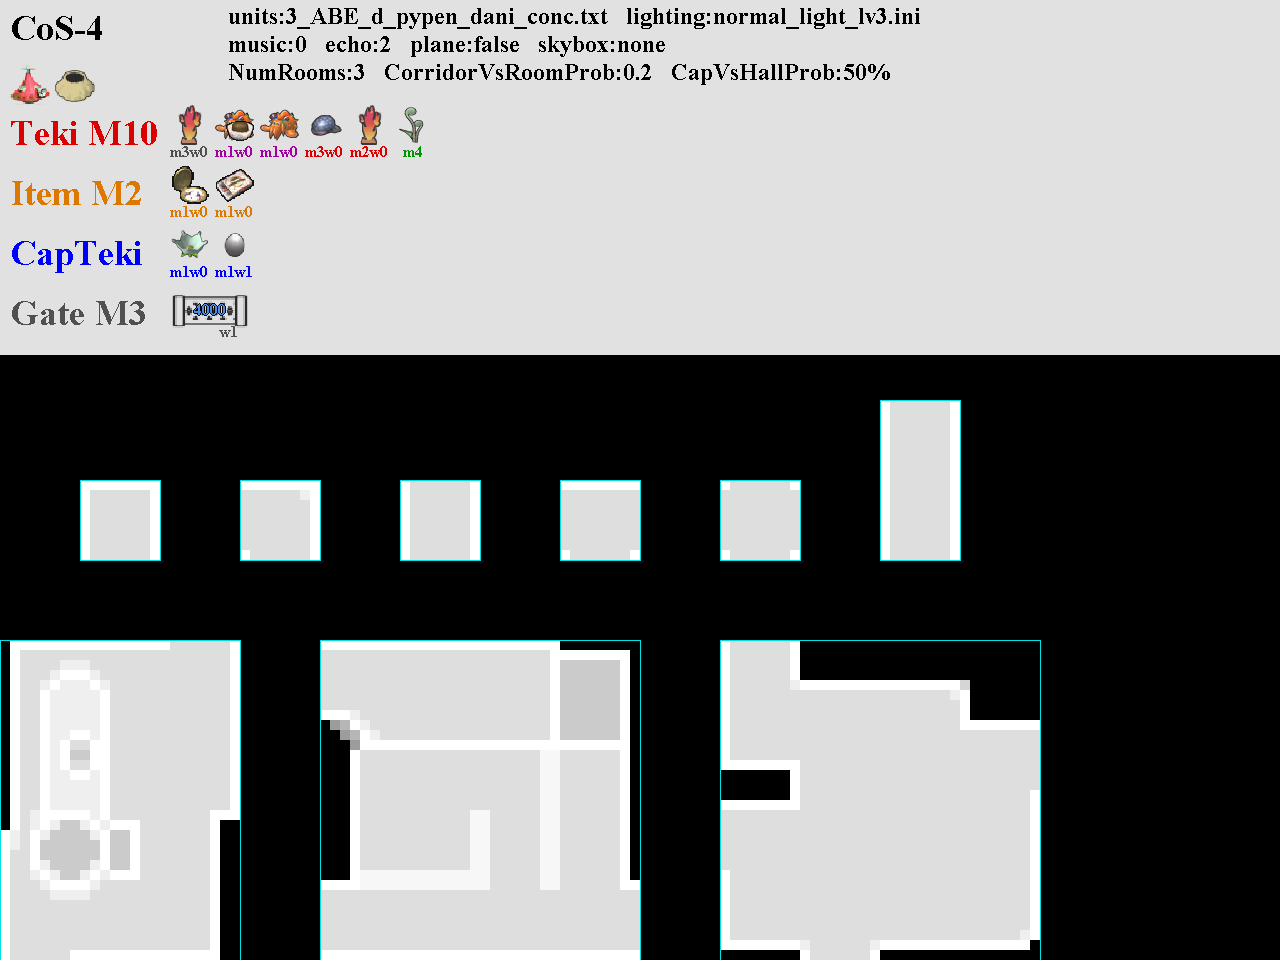 CoS-4
units:3_ABE_d_pypen_dani_conc.txt lighting:normal_light_lv3.ini
music:0 echo:2 plane:false skybox:none
NumRooms:3 CorridorVsRoomProb:0.2 CapVsHallProb:50%
Teki M10
m3w0 m1w0 m1w0 m3w0 m2w0 m4
Item M2
m1w0 m1w0
CapTeki
m1w0 m1w1
Gate M3
4000
w1